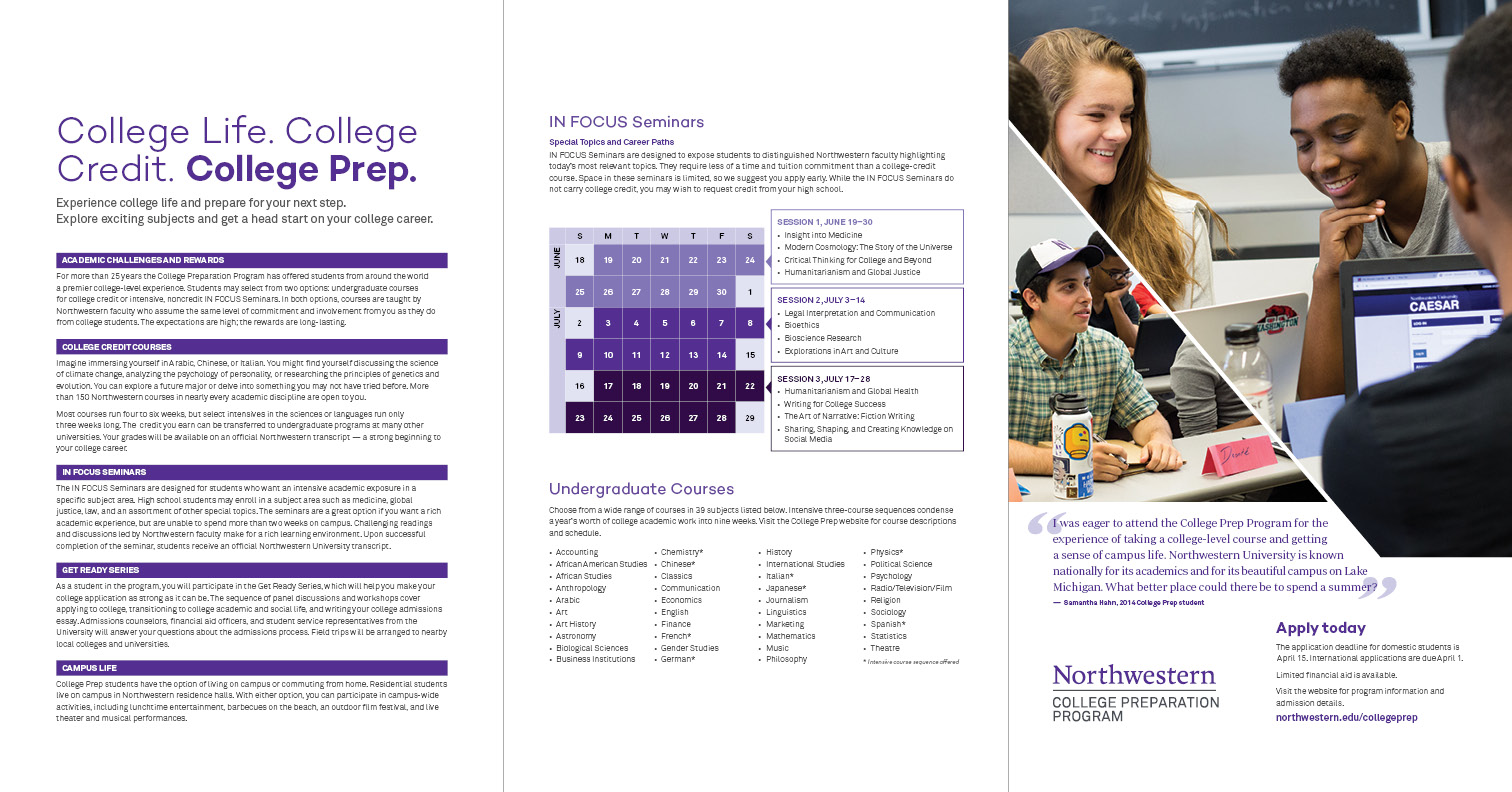 College Life. College
Credit. College Prep.
Experience college life and prepare for your next step.
Explore exciting subjects and get a head start on your college career.
ACADEMIC CHALLENGES AND REWARDS
For more than 25 years the College Preparation Program has offered students from around the world
a premier college-level experience. Students may select from two options: undergraduate courses
for college credit or intensive, noncredit IN FOCUS Seminars. In both options, courses are taught by
Northwestern faculty who assume the same level of commitment and involvement from you as they do
from college students. The expectations are high; the rewards are long-lasting.
COLLEGE CREDIT COURSES
Imagine immersing yourself in Arabic, Chinese, or Italian. You might find yourself discussing the science
of climate change, analyzing the psychology of personality, or researching the principles of genetics and
evolution. You can explore a future major or delve into something you may not have tried before. More
than 150 Northwestern courses in nearly every academic discipline are open to you.
Most courses run four to six weeks, but select intensives in the sciences or languages run only
three weeks long. The credit you earn can be transferred to undergraduate programs at many other
universities. Your grades will be available on an official Northwestern transcript — a strong beginning to
your college career.
IN FOCUS SEMINARS
The IN FOCUS Seminars are designed for students who want an intensive academic exposure in a
specific subject area. High school students may enroll in a subject area such as medicine, global
justice, law, and an assortment of other special topics. The seminars are a great option if you want a rich
academic experience, but are unable to spend more than two weeks on campus. Challenging readings
and discussions led by Northwestern faculty make for a rich learning environment. Upon successful
completion of the seminar, students receive an official Northwestern University transcript.
GET READY SERIES
As a student in the program, you will participate in the Get Ready Series, which will help you make your
college application as strong as it can be. The sequence of panel discussions and workshops cover
applying to college, transitioning to college academic and social life, and writing your college admissions
essay. Admissions counselors, financial aid officers, and student service representatives from the
University will answer your questions about the admissions process. Field trips will be arranged to nearby
local colleges and universities.
CAMPUS LIFE
College Prep students have the option of living on campus or commuting from home. Residential students
live on campus in Northwestern residence halls. With either option, you can participate in campus-wide
activities, including lunchtime entertainment, barbecues on the beach, an outdoor film festival, and live
theater and musical performances.
IN FOCUS Seminars
Special Topics and Career Paths
IN FOCUS Seminars are designed to expose students to distinguished Northwestern faculty highlighting
today's most relevant topics. They require less of a time and tuition commitment than a college-credit
course. Space in these seminars is limited, so we suggest you apply early. While the IN FOCUS Seminars do
not carry college credit, you may wish to request credit from your high school.
S M T W T F S
JUNE
18 19 20 21 22 23 24
25 26 27 28 29 30 1
JULY
2 3 4 5 6 7 8
9 10 11 12 13 14 15
16 17 18 19 20 21 22
23 24 25 26 27 28 29
SESSION 1, JUNE 19–30
• Insight into Medicine
• Modern Cosmology: The Story of the Universe
• Critical Thinking for College and Beyond
• Humanitarianism and Global Justice
SESSION 2, JULY 3–14
• Legal Interpretation and Communication
• Bioethics
• Bioscience Research
• Explorations in Art and Culture
SESSION 3, JULY 17–28
• Humanitarianism and Global Health
• Writing for College Success
• The Art of Narrative: Fiction Writing
• Sharing, Shaping, and Creating Knowledge on
Social Media
Undergraduate Courses
Choose from a wide range of courses in 39 subjects listed below. Intensive three-course sequences condense
a year's worth of college academic work into nine weeks. Visit the College Prep website for course descriptions
and schedule.
• Accounting
• African American Studies
• African Studies
• Anthropology
• Arabic
• Art
• Art History
• Astronomy
• Biological Sciences
• Business Institutions
• Chemistry*
• Chinese*
• Classics
• Communication
• Economics
• English
• Finance
• French*
• Gender Studies
• German*
• History
• International Studies
• Italian*
• Japanese*
• Journalism
• Linguistics
• Marketing
• Mathematics
• Music
• Philosophy
• Physics*
• Political Science
• Psychology
• Radio/Television/Film
• Religion
• Sociology
• Spanish*
• Statistics
• Theatre
* Intensive course sequence offered
N
WASHINGTON
Northwestern University
CAESAR
David
“I was eager to attend the College Prep Program for the
experience of taking a college-level course and getting
a sense of campus life. Northwestern University is known
nationally for its academics and for its beautiful campus on Lake
Michigan. What better place could there be to spend a summer?”
— Samantha Hahn, 2014 College Prep student
Northwestern
COLLEGE PREPARATION
PROGRAM
Apply today
The application deadline for domestic students is
April 15. International applications are due April 1.
Limited financial aid is available.
Visit the website for program information and
admission details.
northwestern.edu/collegeprep